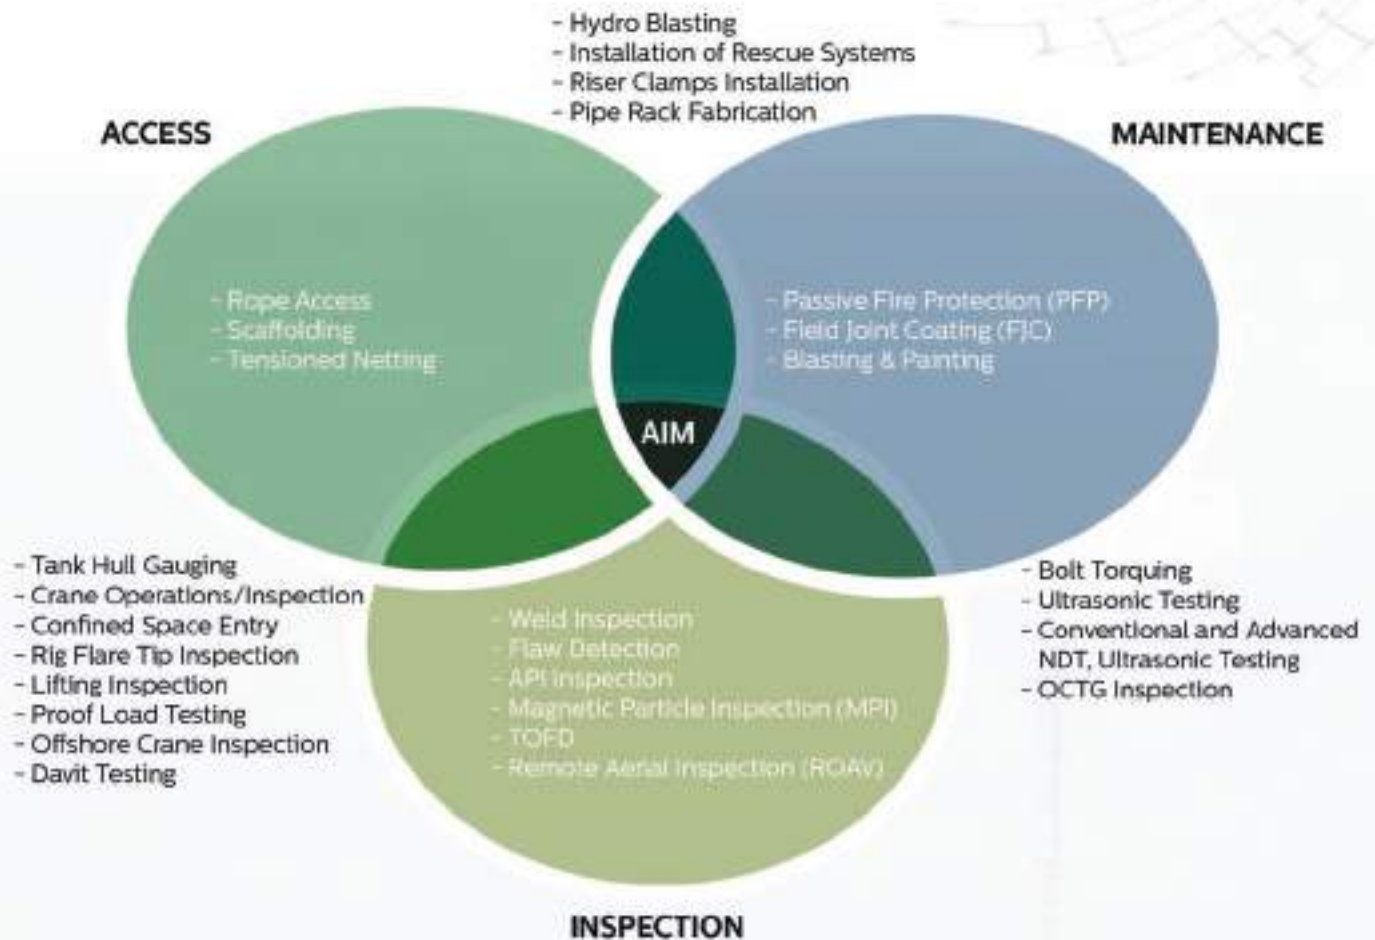 - Hydro Blasting
- Installation of Rescue Systems
- Riser Clamps Installation
- Pipe Rack Fabrication
ACCESS
MAINTENANCE
- Rope Access
- Scaffolding
- Tensioned Netting
- Passive Fire Protection (PFP)
- Field Joint Coating (FJC)
- Blasting & Painting
AIM
- Tank Hull Gauging
- Crane Operations/Inspection
- Confined Space Entry
- Rig Flare Tip Inspection
- Lifting Inspection
- Proof Load Testing
- Offshore Crane Inspection
- Davit Testing
- Weld Inspection
- Flaw Detection
- API Inspection
- Magnetic Particle Inspection (MPI)
- TOFD
- Remote Aerial Inspection (ROAV)
- Bolt Torquing
- Ultrasonic Testing
- Conventional and Advanced
NDT, Ultrasonic Testing
- OCTG Inspection
INSPECTION